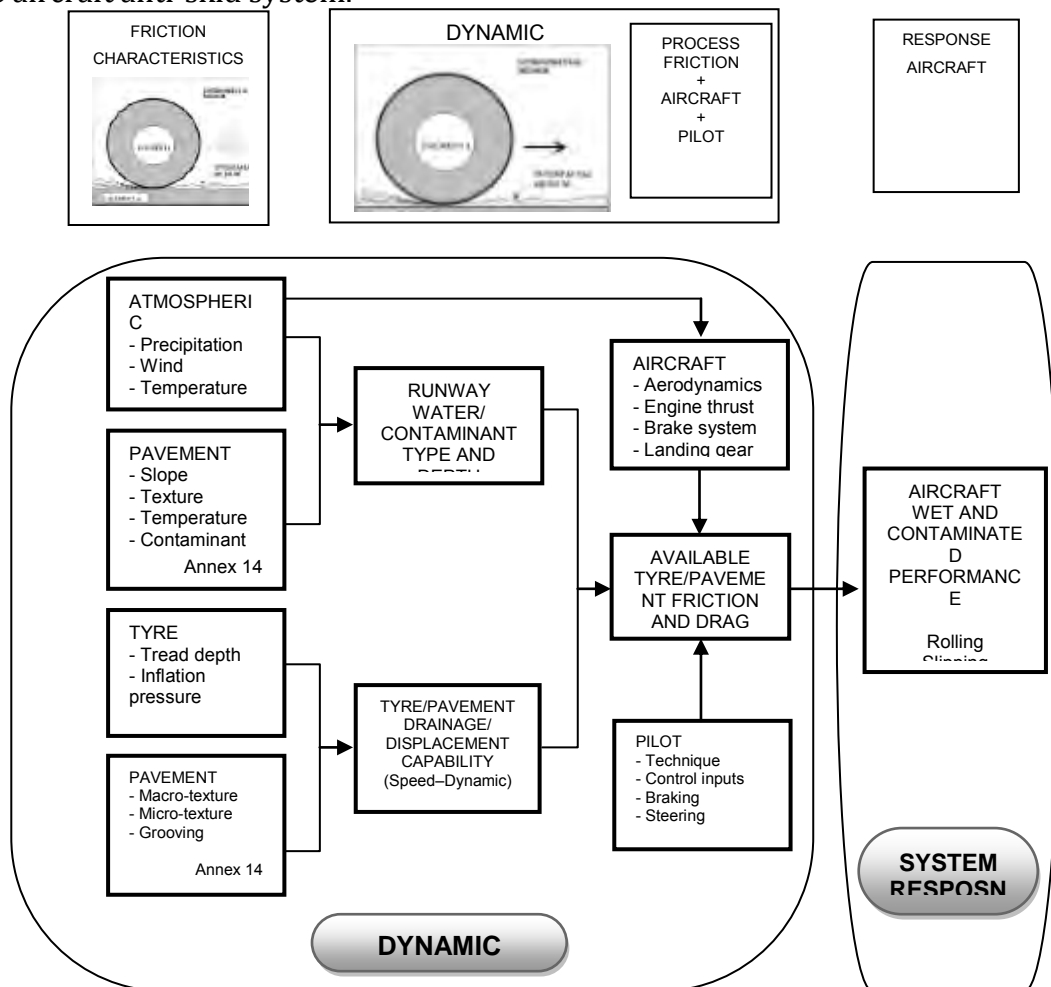 aircraft anti-skid system.
FRICTION
CHARACTERISTICS
DYNAMIC
PROCESS
FRICTION
+
AIRCRAFT
+
PILOT
RESPONSE
AIRCRAFT
ATMOSPHERI
C
- Precipitation
- Wind
- Temperature
PAVEMENT
- Slope
- Texture
- Temperature
- Contaminant
Annex 14
TYRE
- Tread depth
- Inflation
pressure
PAVEMENT
- Macro-texture
- Micro-texture
- Grooving
Annex 14
RUNWAY
WATER/
CONTAMINANT
TYPE AND
DEPTH
TYRE/PAVEMENT
DRAINAGE/
DISPLACEMENT
CAPABILITY
(Speed–Dynamic)
AIRCRAFT
- Aerodynamics
- Engine thrust
- Brake system
- Landing gear
AVAILABLE
TYRE/PAVEME
NT FRICTION
AND DRAG
PILOT
- Technique
- Control inputs
- Braking
- Steering
AIRCRAFT
WET AND
CONTAMINATE
D
PERFORMANC
E
Rolling
Slipping
SYSTEM
RESPOSN
DYNAMIC